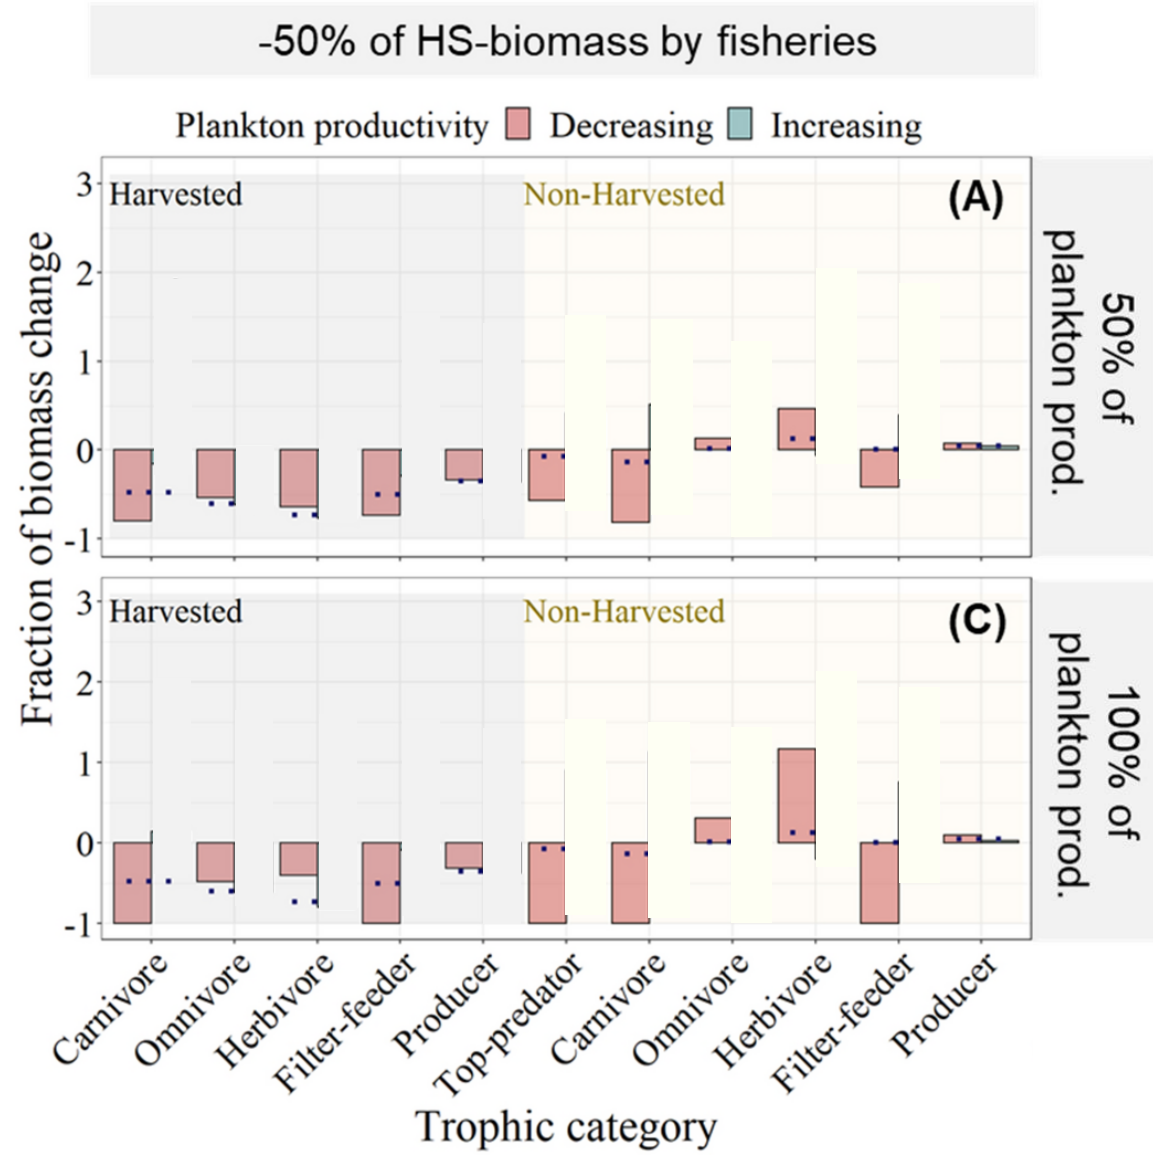 -50% of HS-biomass by fisheries
Plankton productivity Decreasing Increasing
Fraction of biomass change
3
2
1
0
-1
Harvested
Non-Harvested
(A)
50% of
plankton prod.
3
2
1
0
-1
Harvested
Non-Harvested
(C)
100% of
plankton prod.
Carnivore
Omnivore
Herbivore
Filter-feeder
Producer
Top-predator
Carnivore
Omnivore
Herbivore
Filter-feeder
Producer
Trophic category